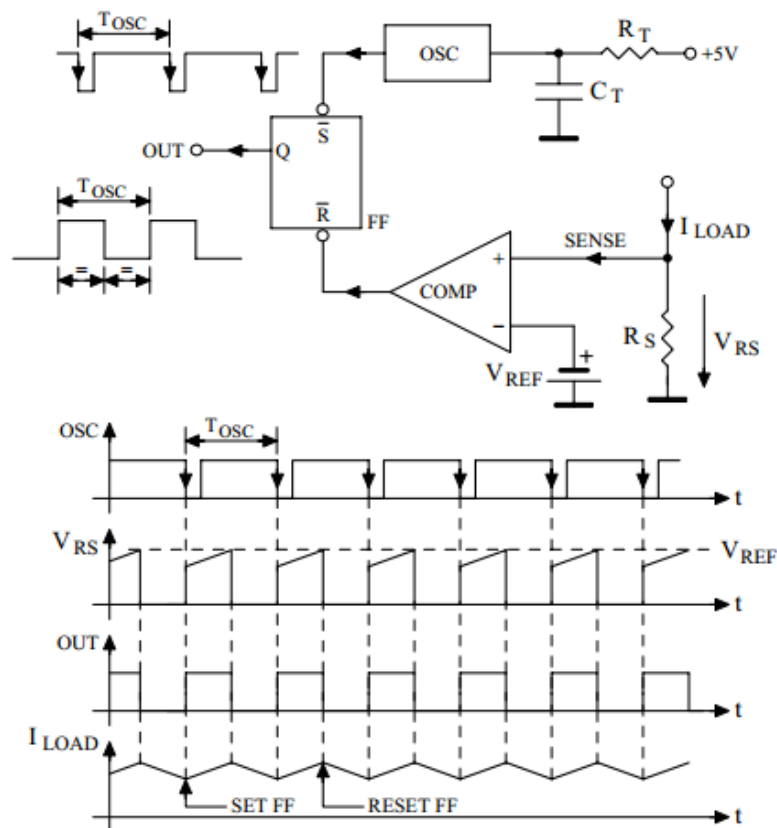 TOSC
OSC
RT
+5V
CT
S̅
OUT
Q
TOSC
R̅
FF
= =
SENSE
ILOAD
+
COMP
−
RS
VRS
+
VREF
OSC
TOSC
t
VRS
VREF
t
OUT
t
ILOAD
SET FF
RESET FF
t